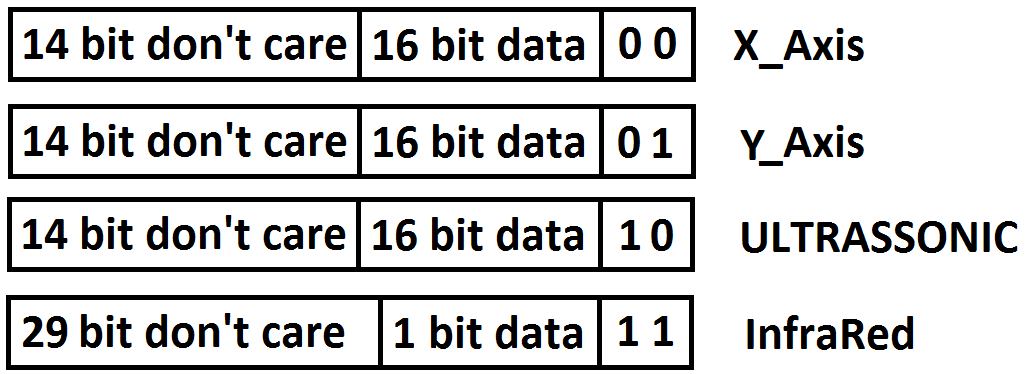 14 bit don't care 16 bit data 0 0 X_Axis
14 bit don't care 16 bit data 0 1 Y_Axis
14 bit don't care 16 bit data 1 0 ULTRASSONIC
29 bit don't care 1 bit data 1 1 InfraRed